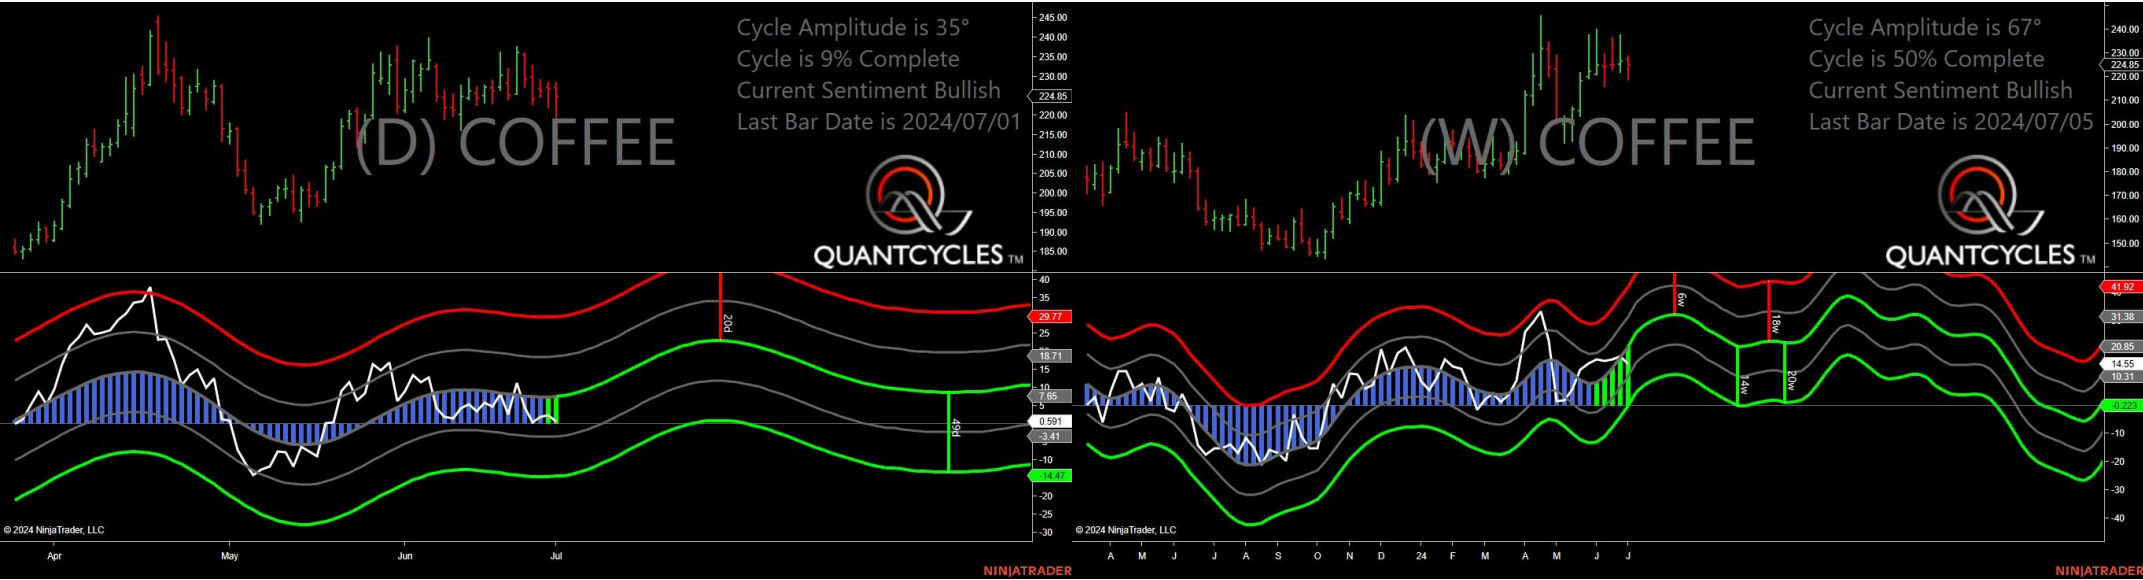 Cycle Amplitude is 35°
Cycle is 9% Complete
Current Sentiment Bullish
Last Bar Date is 2024/07/01
(D) COFFEE
QUANTCYCLES TM
245.00
240.00
235.00
230.00
224.85
220.00
215.00
210.00
205.00
200.00
195.00
190.00
185.00
40
35
29.77
25
18.71
15
10
7.65
5
0.591
-3.41
-10
-14.47
-20
-25
-30
20d
49d
© 2024 NinjaTrader, LLC
Apr May Jun Jul
NINJATRADER
Cycle Amplitude is 67°
Cycle is 50% Complete
Current Sentiment Bullish
Last Bar Date is 2024/07/05
(W) COFFEE
QUANTCYCLES TM
240.00
230.00
224.85
220.00
210.00
200.00
190.00
180.00
170.00
160.00
150.00
41.92
31.38
20.85
14.55
10.31
-0.223
-10
-20
-30
-40
6w
18w
14w
20w
© 2024 NinjaTrader, LLC
A M J J A S O N D 24 F M A M J J
NINJATRADER